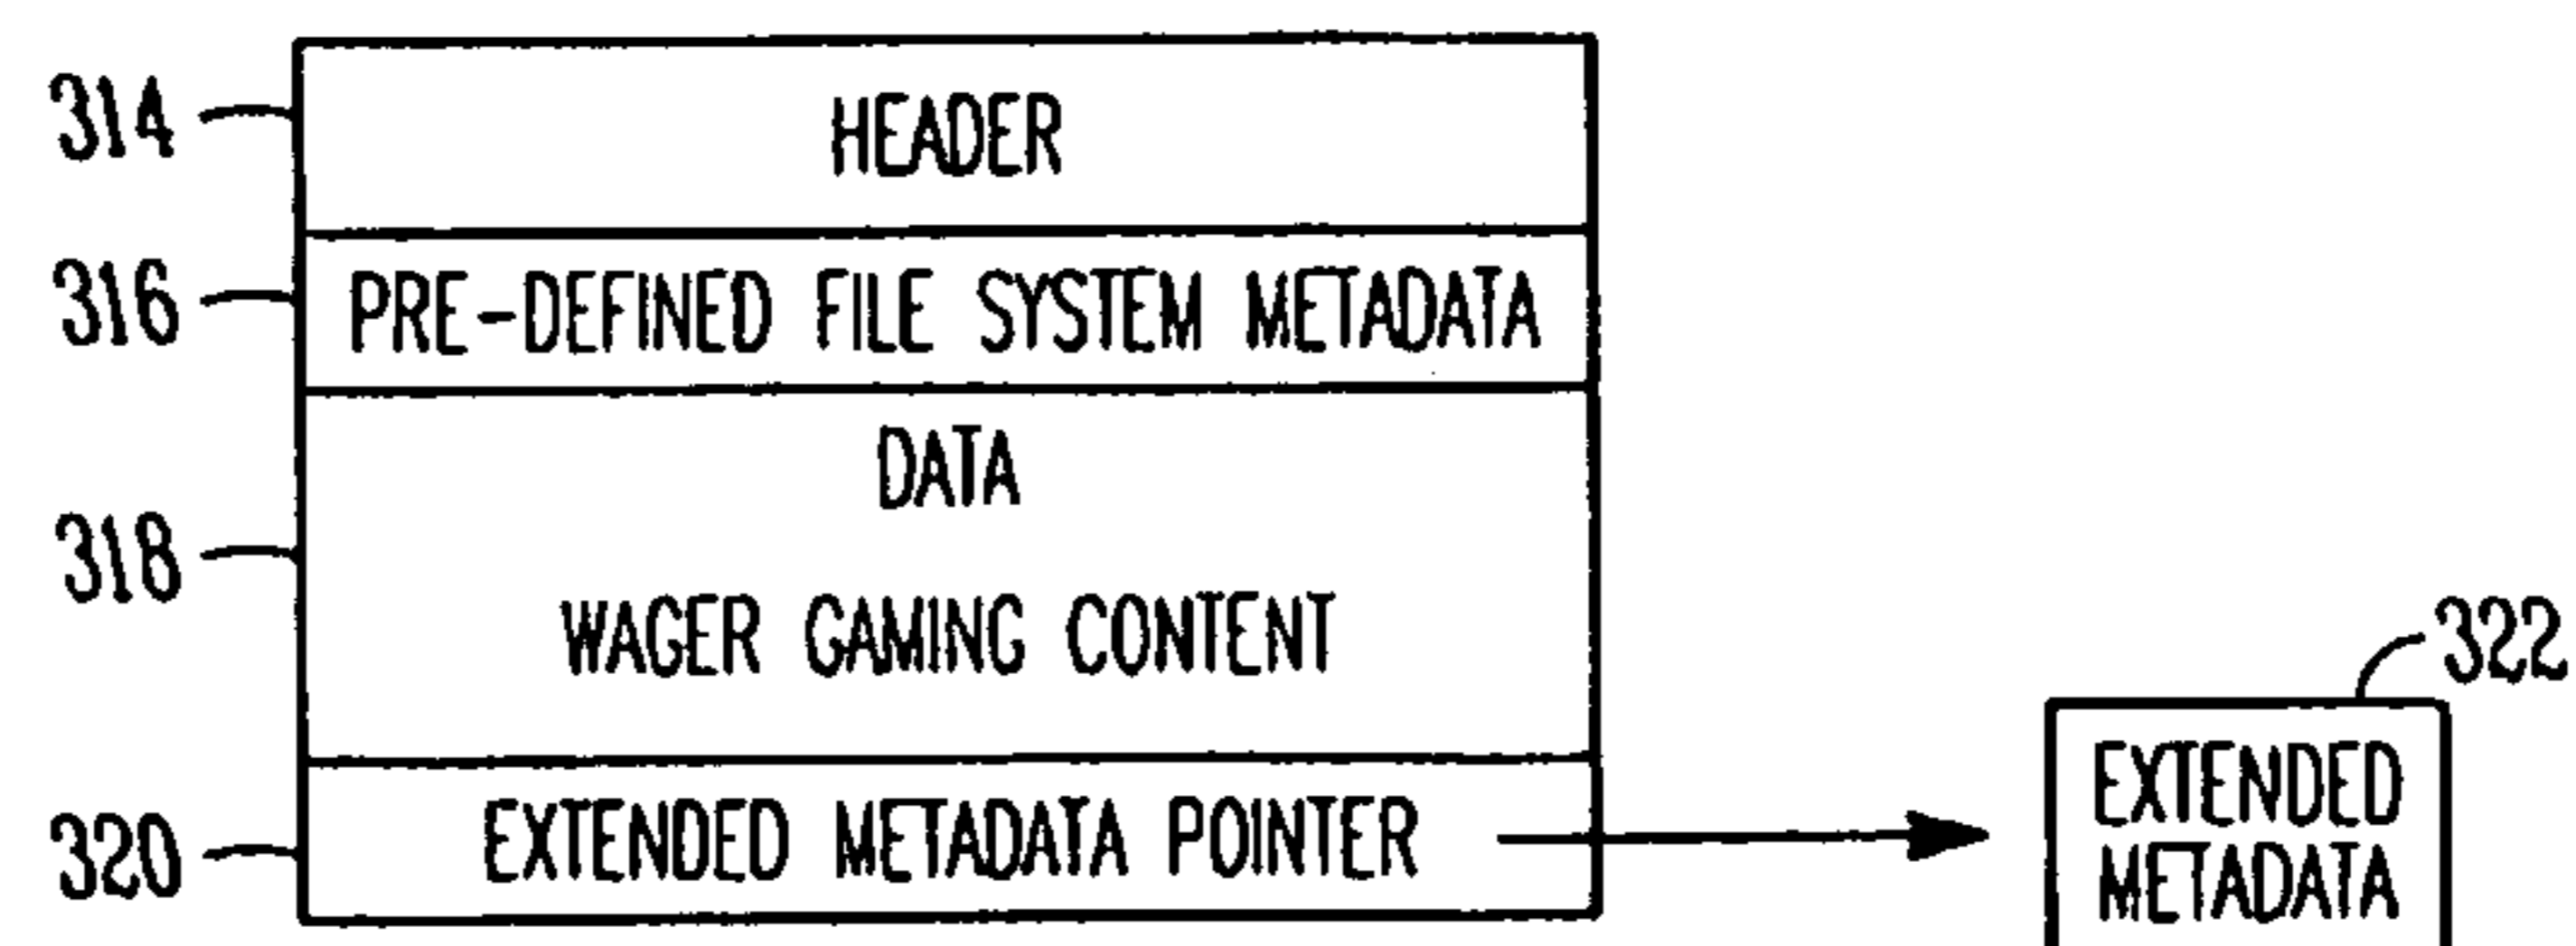 314
HEADER
316
PRE-DEFINED FILE SYSTEM METADATA
DATA
318
WAGER GAMING CONTENT
320
EXTENDED METADATA POINTER
322
EXTENDED
METADATA